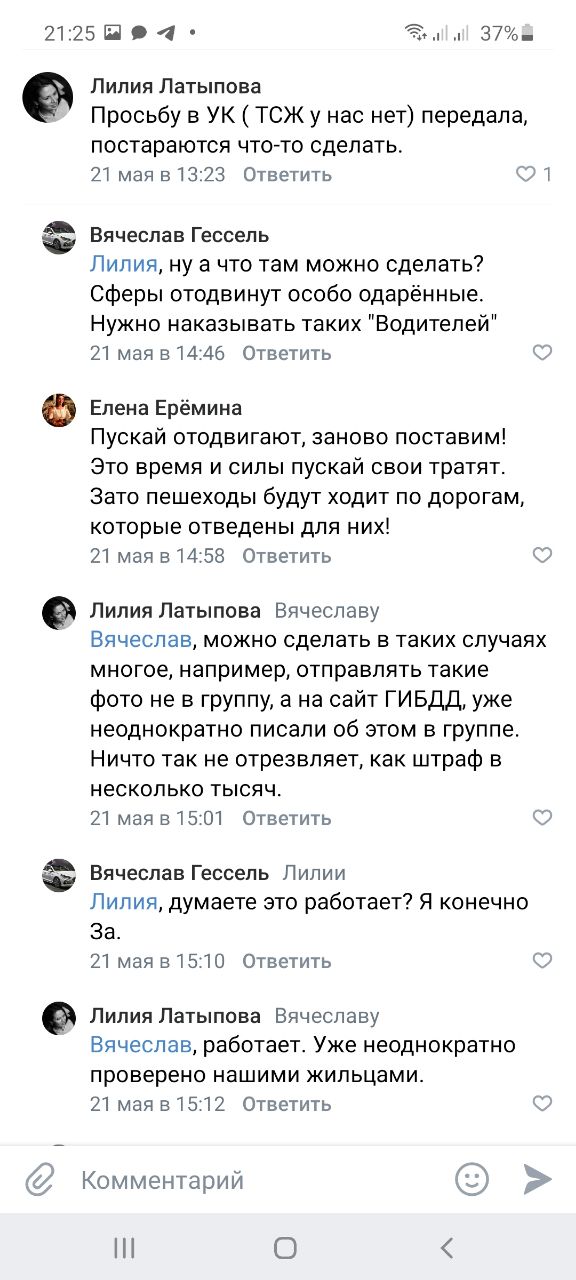 21:25
37%
Лилия Латыпова
Просьбу в УК ( ТСЖ у нас нет) передала,
постараются что-то сделать.
21 мая в 13:23 Ответить 1
Вячеслав Гессель
Лилия, ну а что там можно сделать?
Сферы отодвинут особо одарённые.
Нужно наказывать таких "Водителей"
21 мая в 14:46 Ответить
Елена Ерёмина
Пускай отодвигают, заново поставим!
Это время и силы пускай свои тратят.
Зато пешеходы будут ходит по дорогам,
которые отведены для них!
21 мая в 14:58 Ответить
Лилия Латыпова Вячеславу
Вячеслав, можно сделать в таких случаях
многое, например, отправлять такие
фото не в группу, а на сайт ГИБДД, уже
неоднократно писали об этом в группе.
Ничто так не отрезвляет, как штраф в
несколько тысяч.
21 мая в 15:01 Ответить
Вячеслав Гессель Лилии
Лилия, думаете это работает? Я конечно
За.
21 мая в 15:10 Ответить
Лилия Латыпова Вячеславу
Вячеслав, работает. Уже неоднократно
проверено нашими жильцами.
21 мая в 15:12 Ответить
Комментарий